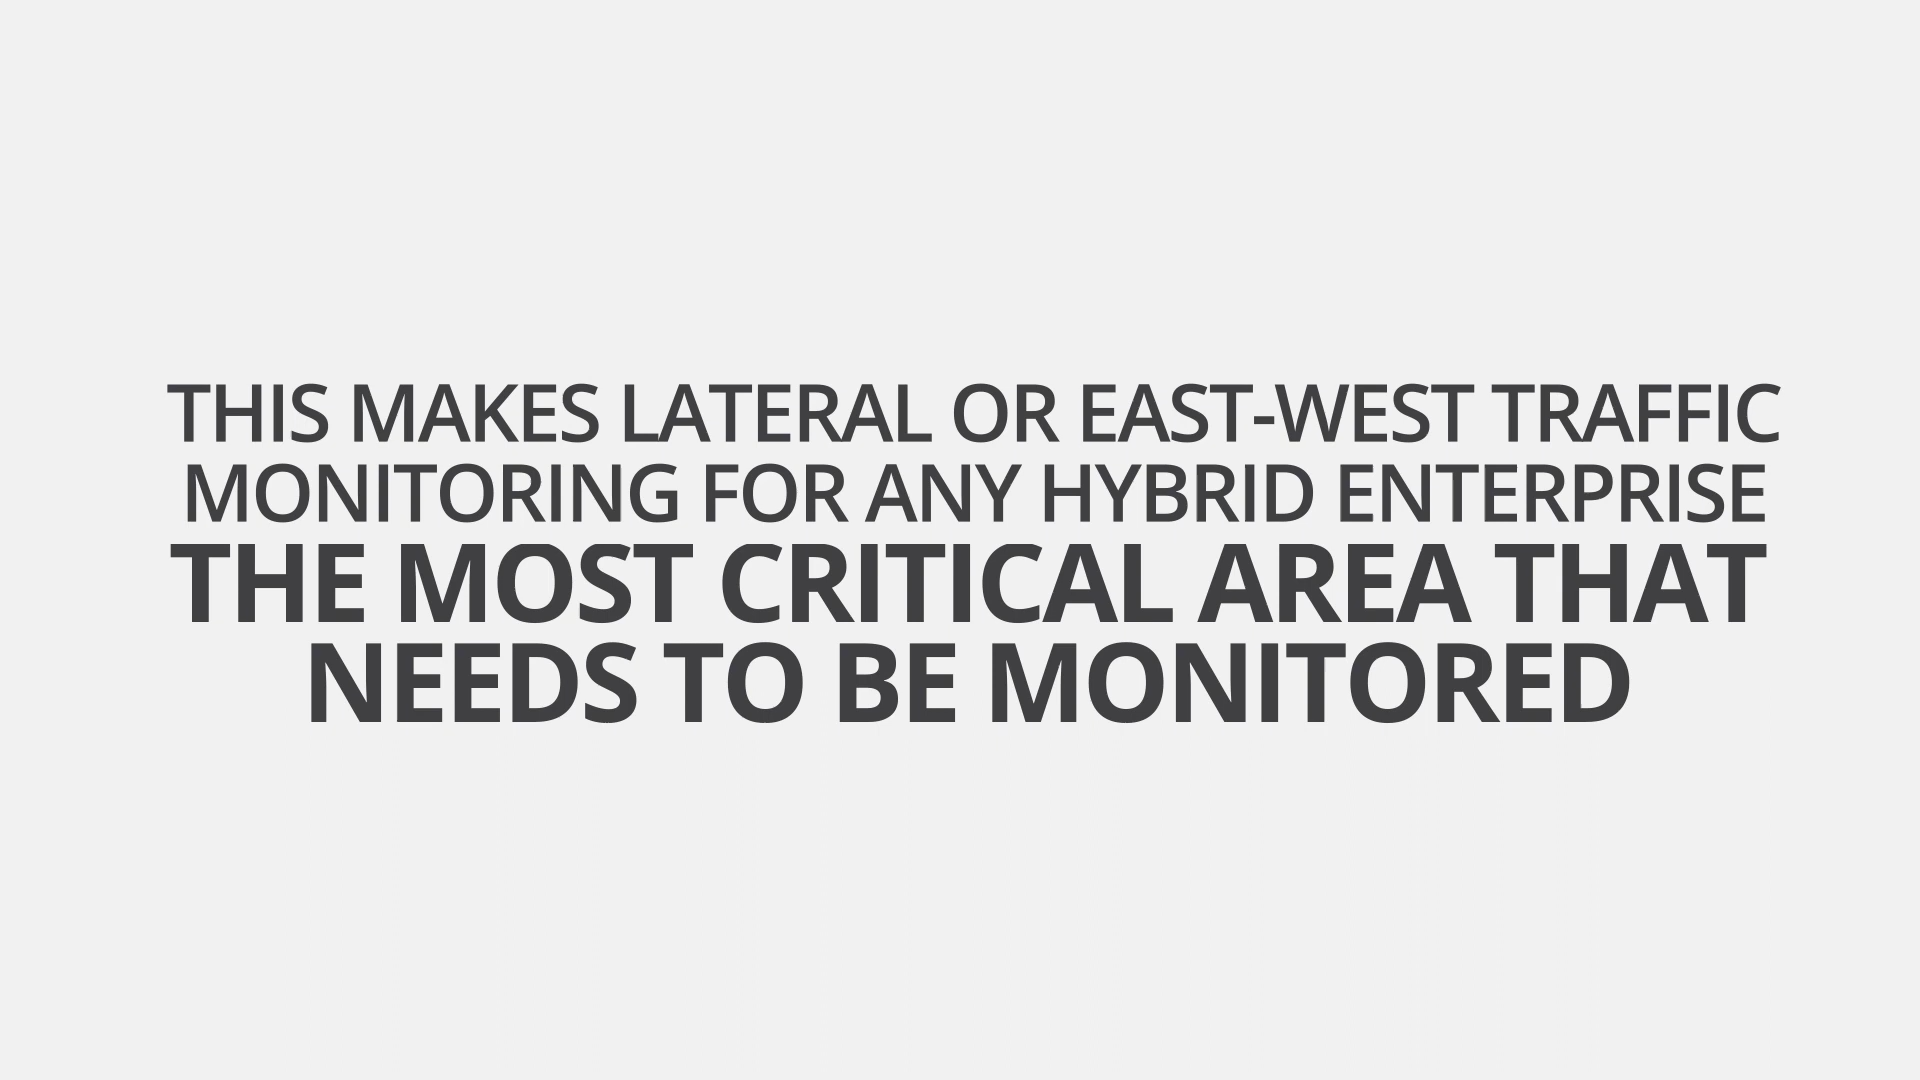 THIS MAKES LATERAL OR EAST-WEST TRAFFIC
MONITORING FOR ANY HYBRID ENTERPRISE
THE MOST CRITICAL AREA THAT
NEEDS TO BE MONITORED